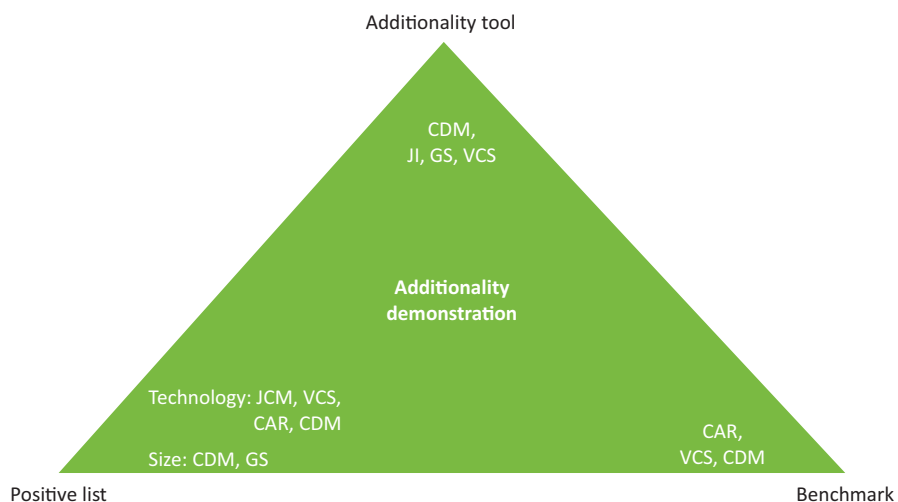 Additionality tool
CDM,
JI, GS, VCS
Additionality
demonstration
Technology: JCM, VCS,
CAR, CDM
Size: CDM, GS
CAR,
VCS, CDM
Positive list
Benchmark